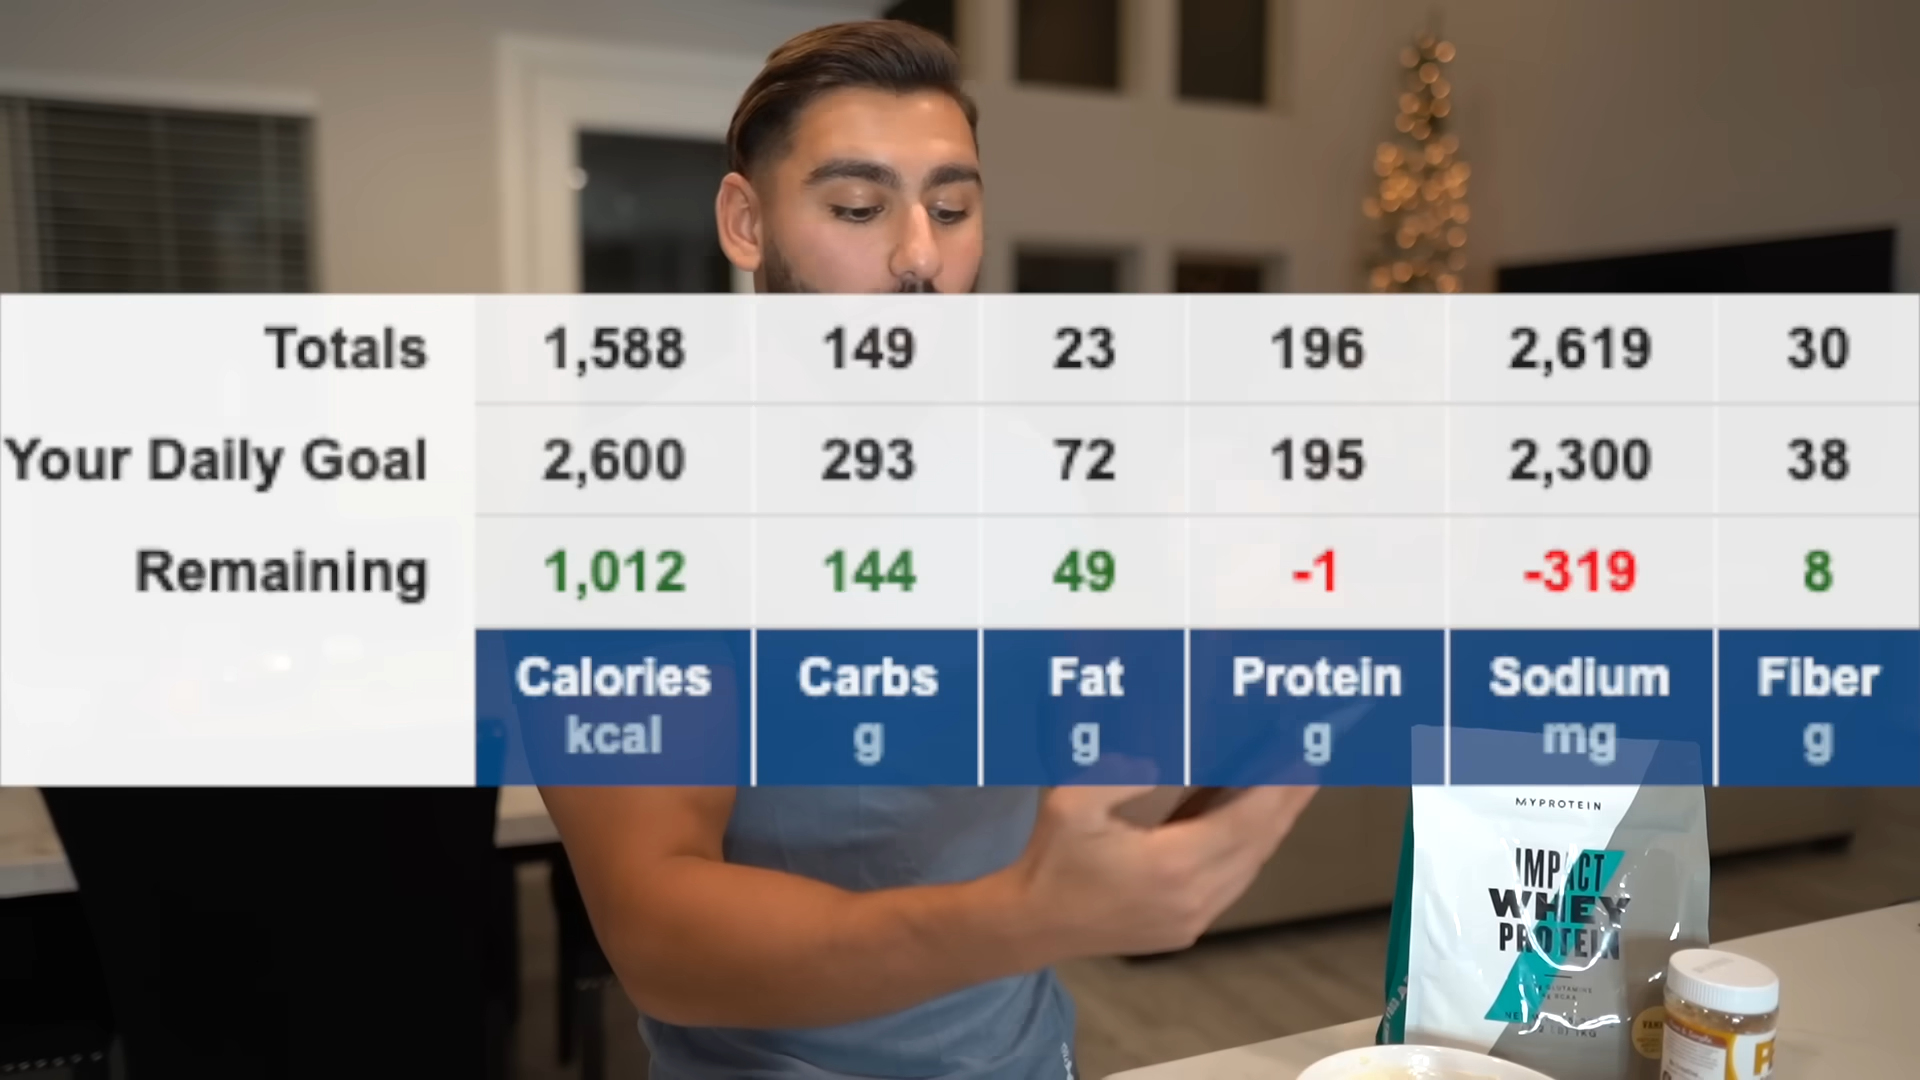 Totals 1,588 149 23 196 2,619 30
Your Daily Goal 2,600 293 72 195 2,300 38
Remaining 1,012 144 49 -1 -319 8
Calories Carbs Fat Protein Sodium Fiber
kcal g g g mg g
MYPROTEIN
IMPACT
WHEY
PROTEIN